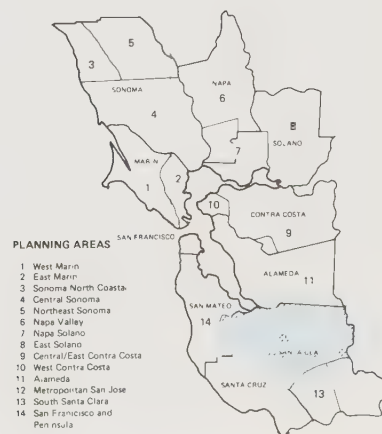 5
3
SONOMA
4
NAPA
6
8
SOLANO
7
MARIN
2
1
10
CONTRA COSTA
9
SAN FRANCISCO
ALAMEDA
11
SAN MATEO
14
SANTA CRUZ
13
PLANNING AREAS
1 West Marin
2 East Marin
3 Sonoma North Coastal
4 Central Sonoma
5 Northeast Sonoma
6 Napa Valley
7 Napa Solano
8 East Solano
9 Central/East Contra Costa
10 West Contra Costa
11 Alameda
12 Metropolitan San Jose
13 South Santa Clara
14 San Francisco and
Peninsula